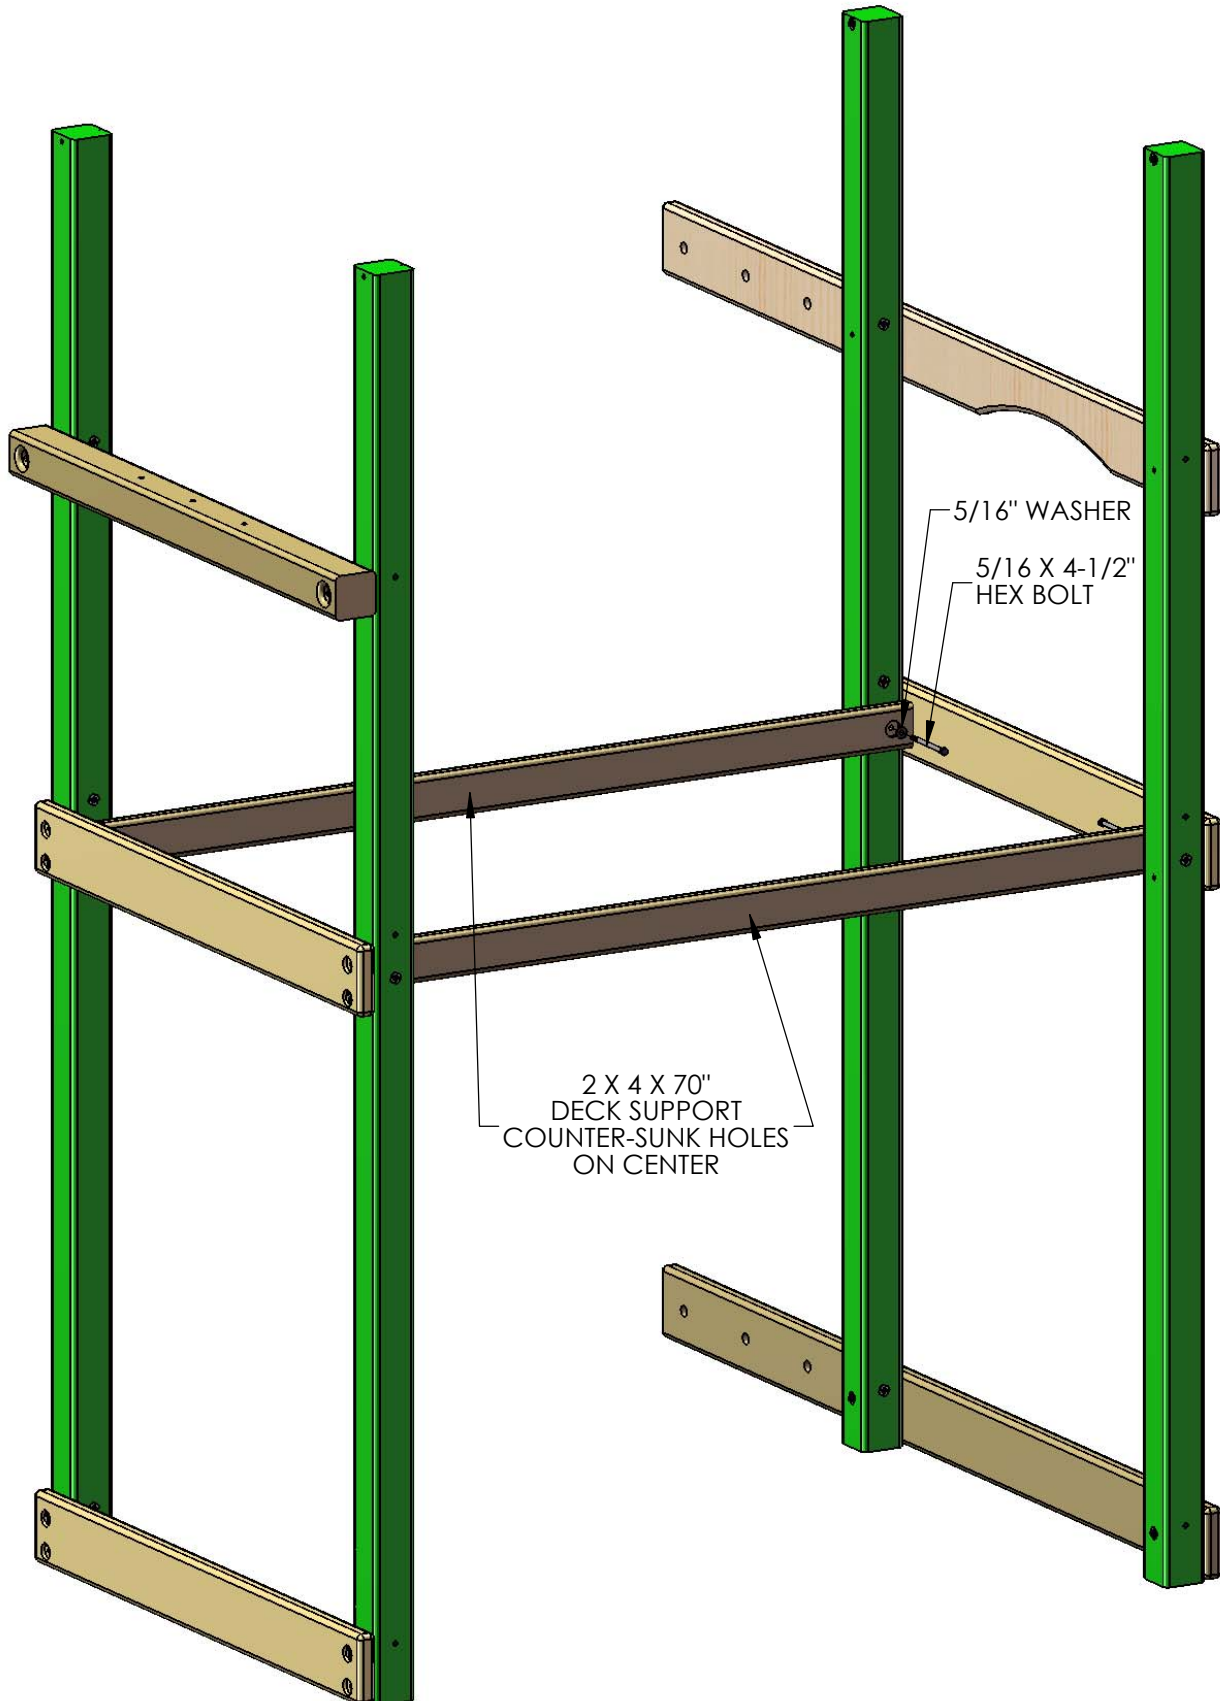 5/16" WASHER
5/16 X 4-1/2"
HEX BOLT
2 X 4 X 70"
DECK SUPPORT
COUNTER-SUNK HOLES
ON CENTER